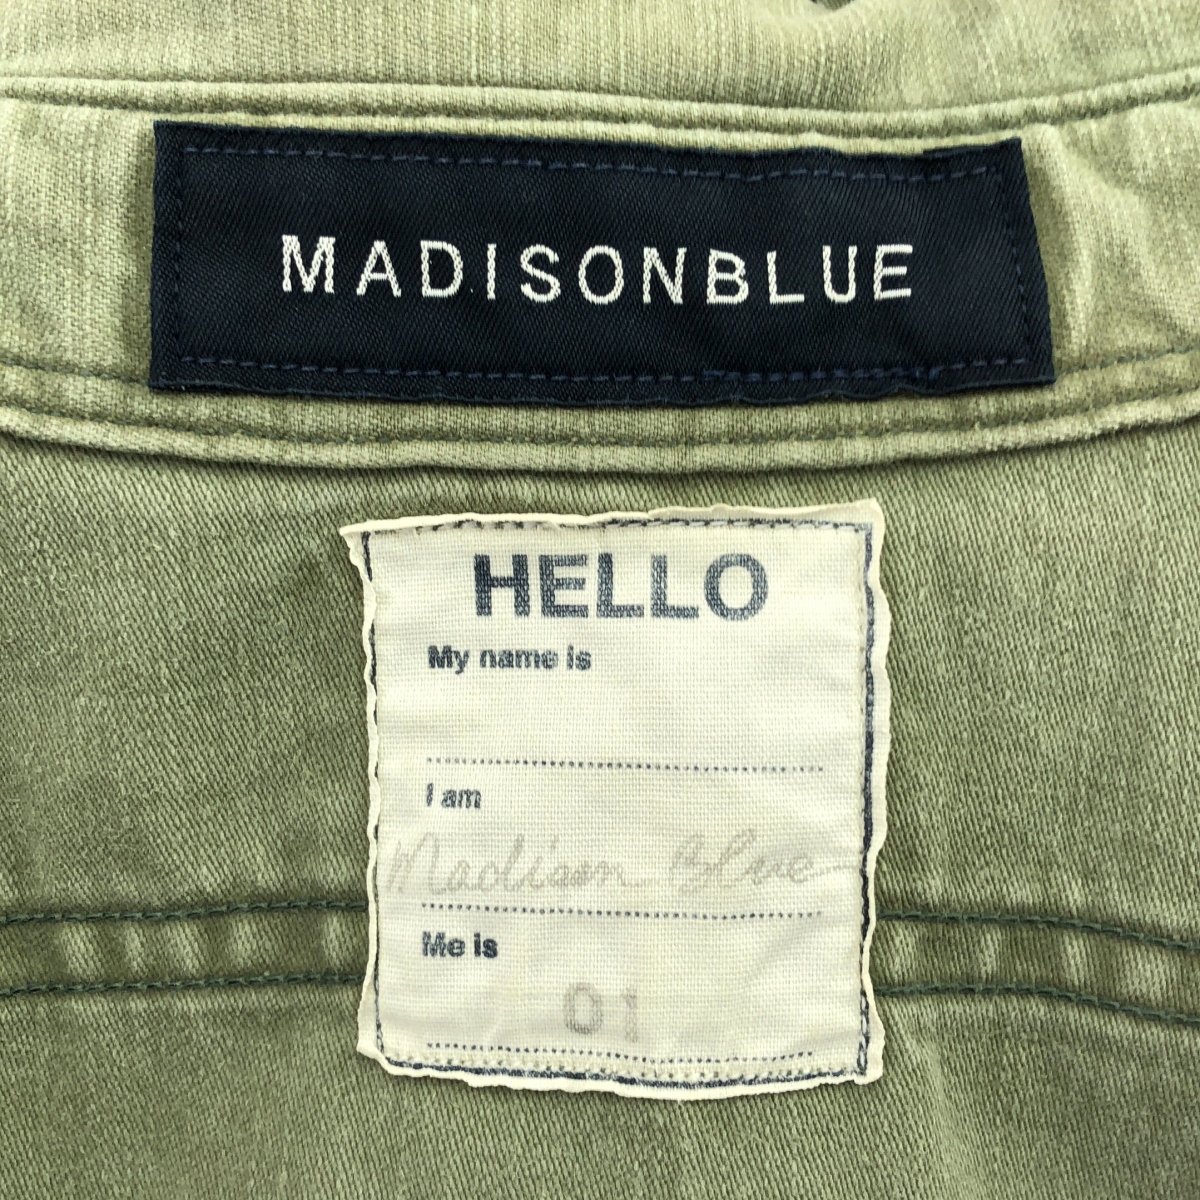 MADISONBLUE
HELLO
My name is
I am
Madison Blue
Me is
01